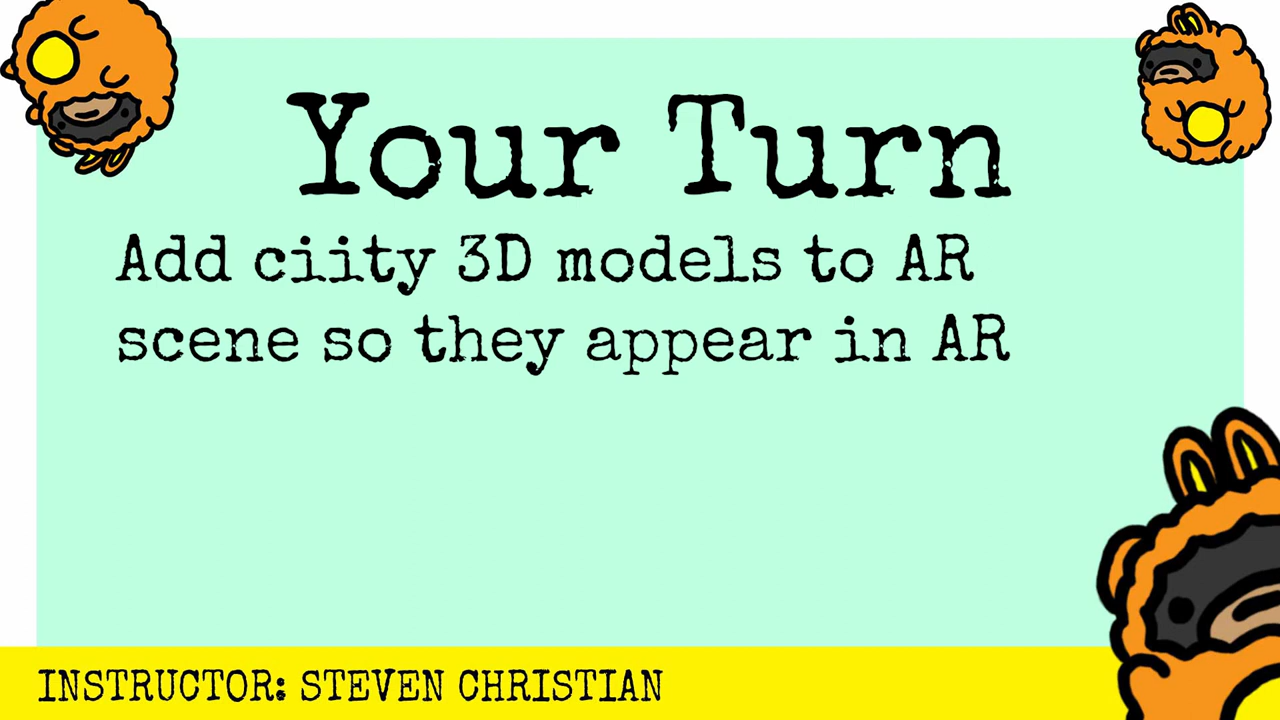 Your Turn
Add ciity 3D models to AR
scene so they appear in AR
INSTRUCTOR: STEVEN CHRISTIAN